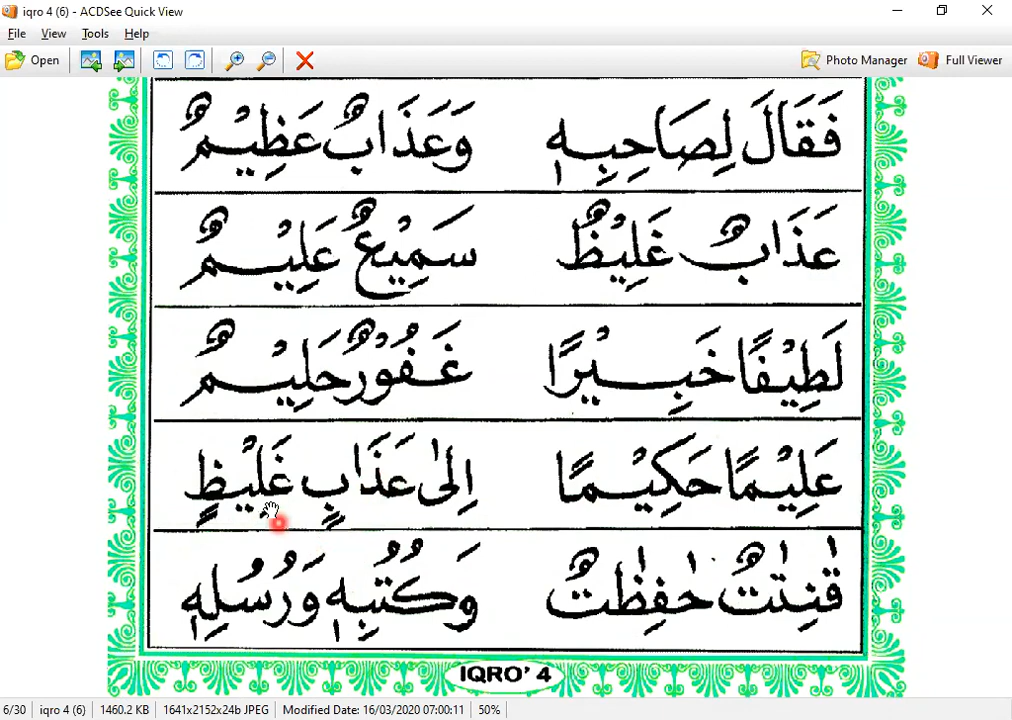 iqro 4 (6) - ACDSee Quick View
File View Tools Help
Open Photo Manager Full Viewer
فَقَالَ لِصَاحِبِهٖ وَعَذَابٌ عَظِيْمٌ
عَذَابٌ غَلِيْظٌ سَمِيْعٌ عَلِيْمٌ
لَطِيْفًا خَبِيْرًا غَفُوْرٌ حَلِيْمٌ
عَلِيْمًا حَكِيْمًا اِلٰى عَذَابٍ غَلِيْظٍ
قٰنِتٰتٌ حٰفِظٰتٌ وَكُتُبِهٖ وَرُسُلِهٖ
IQRO' 4
6/30 iqro 4 (6) 1460.2 KB 1641x2152x24b JPEG Modified Date: 16/03/2020 07:00:11 50%